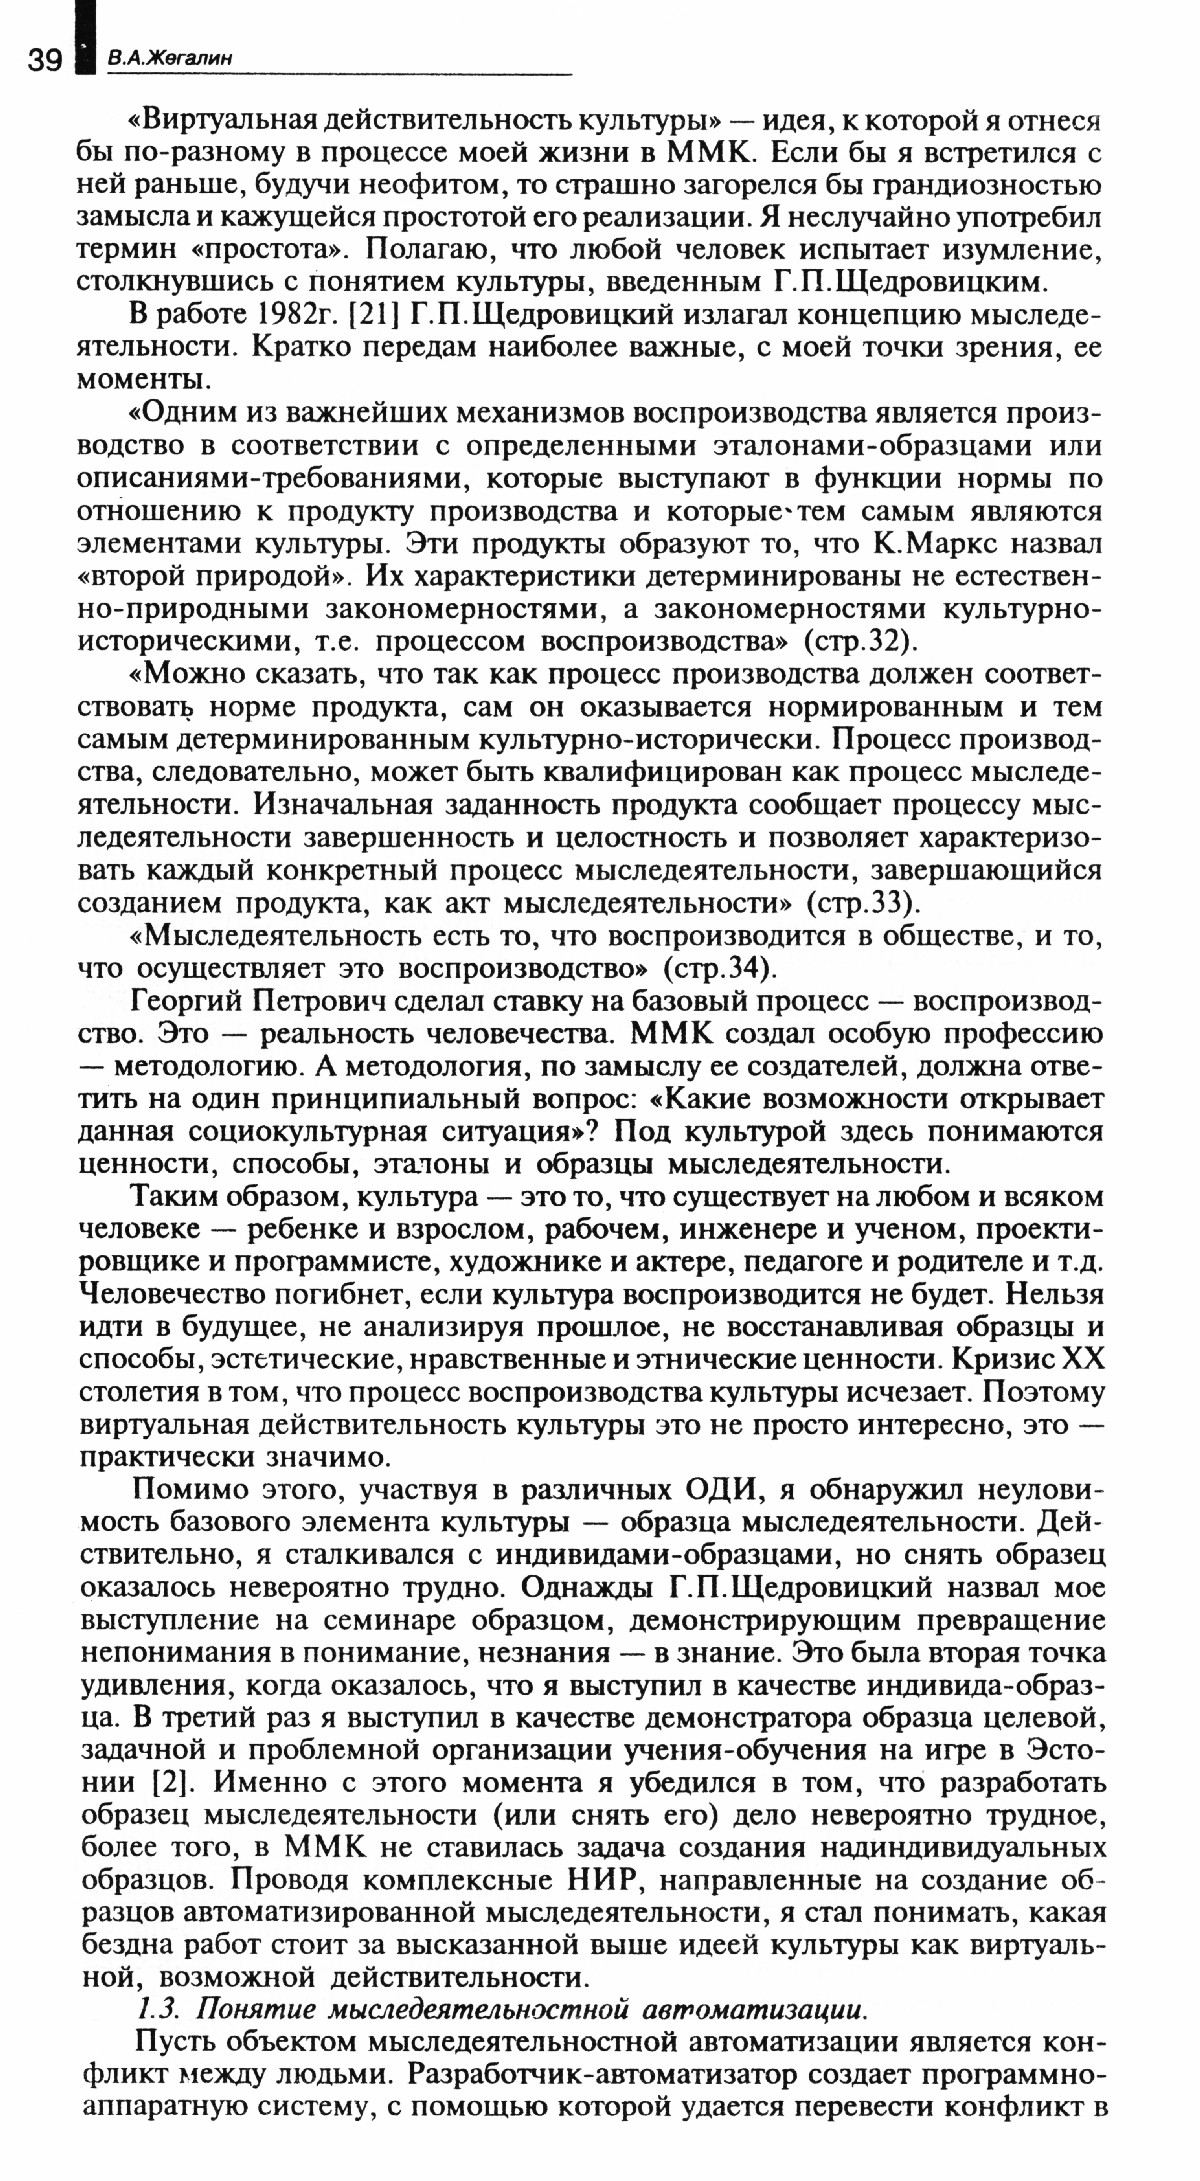 39
В.А.Жегалин
«Виртуальная действительность культуры» — идея, к которой я отнеся
бы по-разному в процессе моей жизни в ММК. Если бы я встретился с
ней раньше, будучи неофитом, то страшно загорелся бы грандиозностью
замысла и кажущейся простотой его реализации. Я неслучайно употребил
термин «простота». Полагаю, что любой человек испытает изумление,
столкнувшись с понятием культуры, введенным Г.П.Щедровицким.
В работе 1982г. [21] Г.П.Щедровицкий излагал концепцию мыследе-
ятельности. Кратко передам наиболее важные, с моей точки зрения, ее
моменты.
«Одним из важнейших механизмов воспроизводства является произ-
водство в соответствии с определенными эталонами-образцами или
описаниями-требованиями, которые выступают в функции нормы по
отношению к продукту производства и которые тем самым являются
элементами культуры. Эти продукты образуют то, что К.Маркс назвал
«второй природой». Их характеристики детерминированы не естествен-
но-природными закономерностями, а закономерностями культурно-
историческими, т.е. процессом воспроизводства» (стр.32).
«Можно сказать, что так как процесс производства должен соответ-
ствовать норме продукта, сам он оказывается нормированным и тем
самым детерминированным культурно-исторически. Процесс производ-
ства, следовательно, может быть квалифицирован как процесс мыследе-
ятельности. Изначальная заданность продукта сообщает процессу мыс-
ледеятельности завершенность и целостность и позволяет характеризо-
вать каждый конкретный процесс мыследеятельности, завершающийся
созданием продукта, как акт мыследеятельности» (стр.33).
«Мыследеятельность есть то, что воспроизводится в обществе, и то,
что осуществляет это воспроизводство» (стр.34).
Георгий Петрович сделал ставку на базовый процесс — воспроизвод-
ство. Это — реальность человечества. ММК создал особую профессию
— методологию. А методология, по замыслу ее создателей, должна отве-
тить на один принципиальный вопрос: «Какие возможности открывает
данная социокультурная ситуация»? Под культурой здесь понимаются
ценности, способы, эталоны и образцы мыследеятельности.
Таким образом, культура — это то, что существует на любом и всяком
человеке — ребенке и взрослом, рабочем, инженере и ученом, проекти-
ровщике и программисте, художнике и актере, педагоге и родителе и т.д.
Человечество погибнет, если культура воспроизводится не будет. Нельзя
идти в будущее, не анализируя прошлое, не восстанавливая образцы и
способы, эстетические, нравственные и этнические ценности. Кризис XX
столетия в том, что процесс воспроизводства культуры исчезает. Поэтому
виртуальная действительность культуры это не просто интересно, это —
практически значимо.
Помимо этого, участвуя в различных ОДИ, я обнаружил неулови-
мость базового элемента культуры — образца мыследеятельности. Дей-
ствительно, я сталкивался с индивидами-образцами, но снять образец
оказалось невероятно трудно. Однажды Г.П.Щедровицкий назвал мое
выступление на семинаре образцом, демонстрирующим превращение
непонимания в понимание, незнания — в знание. Это была вторая точка
удивления, когда оказалось, что я выступил в качестве индивида-образ-
ца. В третий раз я выступил в качестве демонстратора образца целевой,
задачной и проблемной организации учения-обучения на игре в Эсто-
нии [2]. Именно с этого момента я убедился в том, что разработать
образец мыследеятельности (или снять его) дело невероятно трудное,
более того, в ММК не ставилась задача создания надиндивидуальных
образцов. Проводя комплексные НИР, направленные на создание об-
разцов автоматизированной мыследеятельности, я стал понимать, какая
бездна работ стоит за высказанной выше идеей культуры как виртуаль-
ной, возможной действительности.
1.3. Понятие мыследеятельностной автоматизации.
Пусть объектом мыследеятельностной автоматизации является кон-
фликт между людьми. Разработчик-автоматизатор создает программно-
аппаратную систему, с помощью которой удается перевести конфликт в